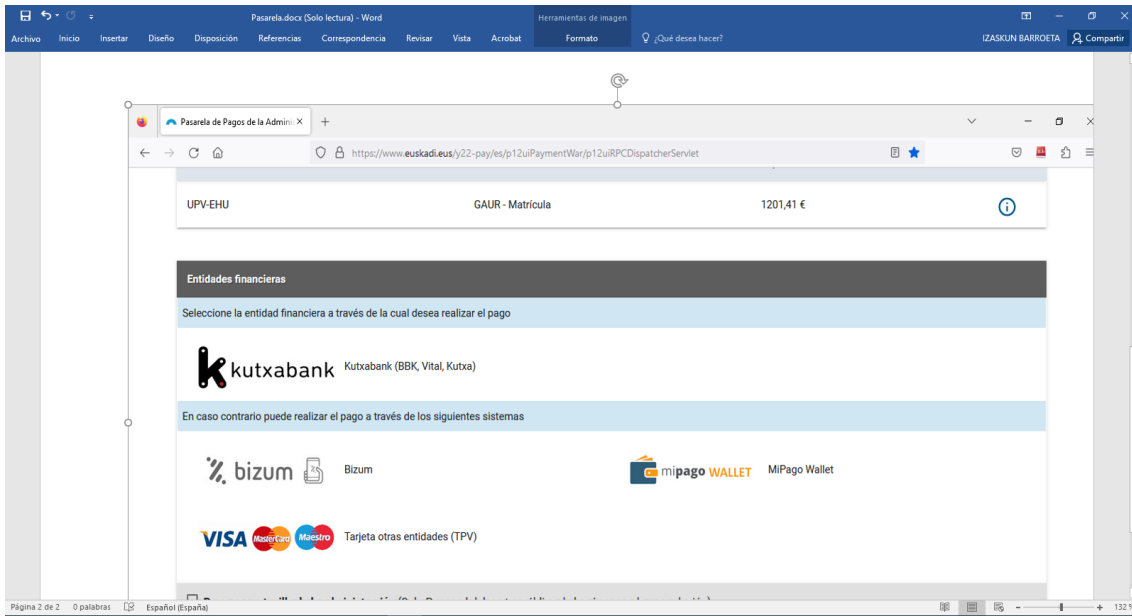 Pasarela.docx (Solo lectura) - Word
Herramientas de imagen
Archivo Inicio Insertar Diseño Disposición Referencias Correspondencia Revisar Vista Acrobat Formato ¿Qué desea hacer? IZASKUN BARROETA Compartir
Pasarela de Pagos de la Admini
https://www.euskadi.eus/y22-pay/es/p12uiPaymentWar/p12uiRPCDispatcherServlet
UPV-EHU GAUR - Matrícula 1201,41 €
Entidades financieras
Seleccione la entidad financiera a través de la cual desea realizar el pago
kutxabank Kutxabank (BBK, Vital, Kutxa)
En caso contrario puede realizar el pago a través de los siguientes sistemas
bizum Bizum mipago WALLET MiPago Wallet
VISA MasterCard Maestro Tarjeta otras entidades (TPV)
Página 2 de 2 0 palabras Español (España) 132